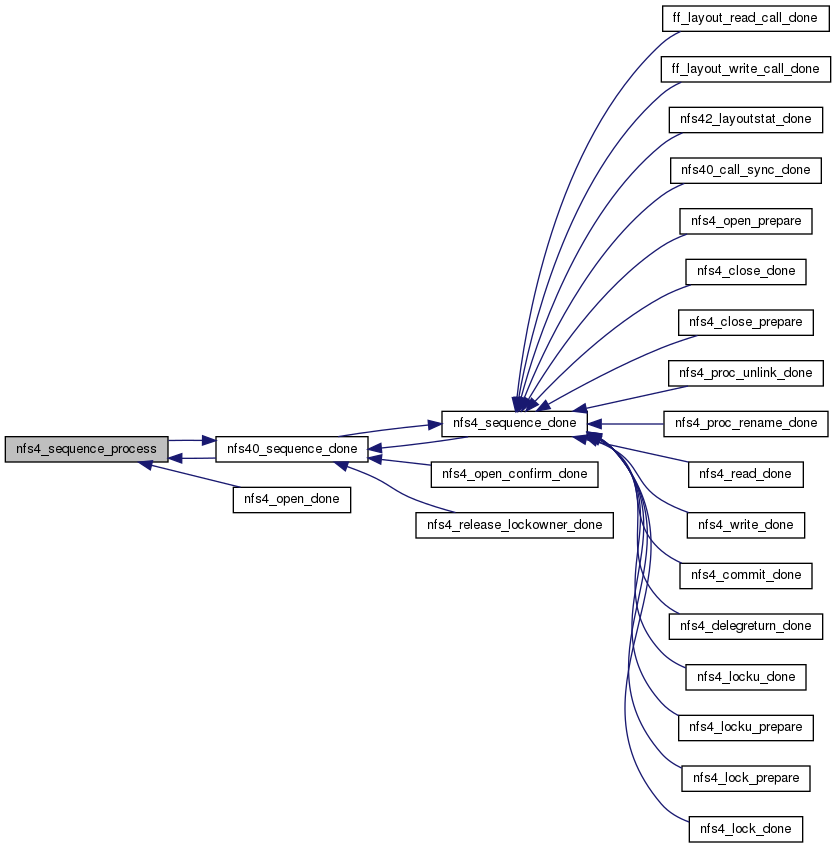 ff_layout_read_call_done
ff_layout_write_call_done
nfs42_layoutstat_done
nfs40_call_sync_done
nfs4_open_prepare
nfs4_close_done
nfs4_close_prepare
nfs4_proc_unlink_done
nfs4_sequence_done
nfs4_proc_rename_done
nfs4_sequence_process
nfs40_sequence_done
nfs4_open_confirm_done
nfs4_read_done
nfs4_open_done
nfs4_release_lockowner_done
nfs4_write_done
nfs4_commit_done
nfs4_delegreturn_done
nfs4_locku_done
nfs4_locku_prepare
nfs4_lock_prepare
nfs4_lock_done